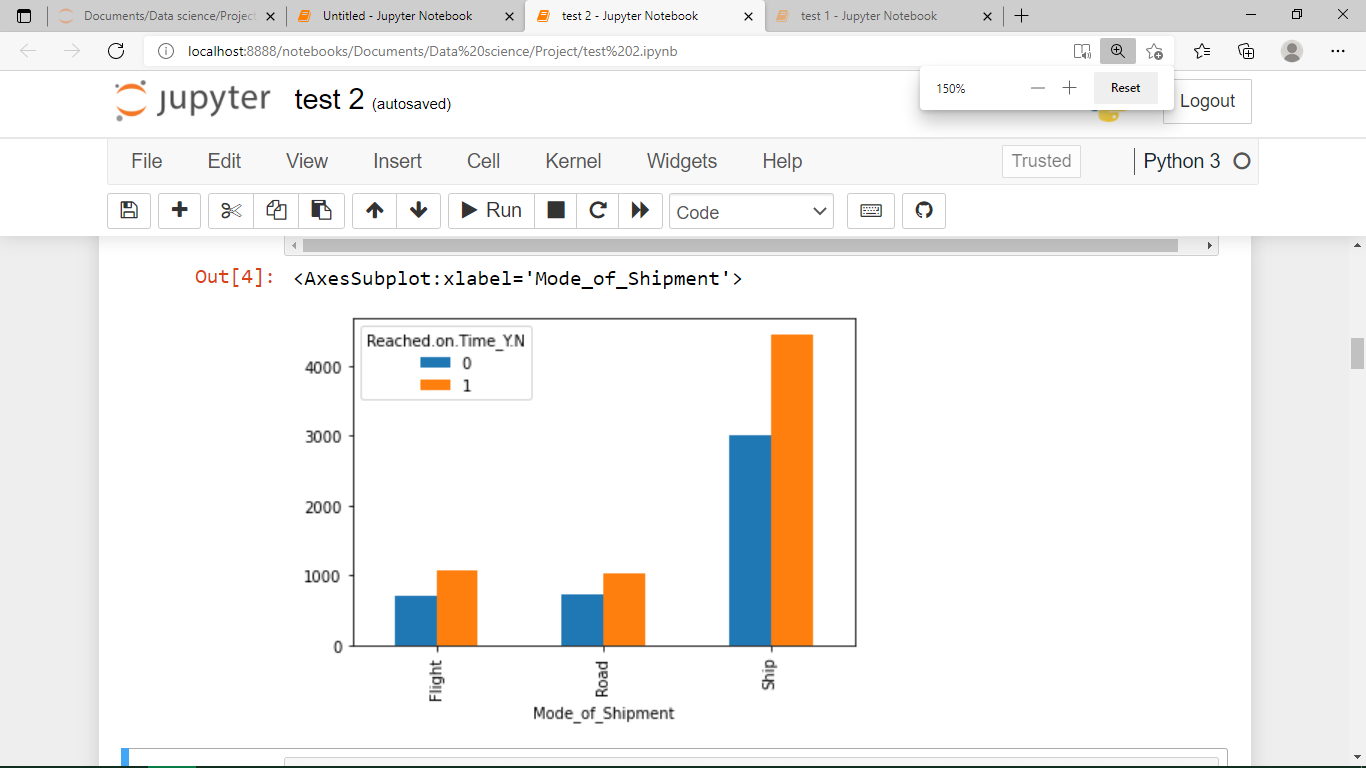 Documents/Data science/Project
Untitled - Jupyter Notebook
test 2 - Jupyter Notebook
test 1 - Jupyter Notebook
localhost:8888/notebooks/Documents/Data%20science/Project/test%202.ipynb
150%
Reset
jupyter
test 2 (autosaved)
Logout
File
Edit
View
Insert
Cell
Kernel
Widgets
Help
Trusted
Python 3
Run
Code
Out[4]:
<AxesSubplot:xlabel='Mode_of_Shipment'>
Reached.on.Time_Y.N
0
1
4000
3000
2000
1000
0
Flight
Road
Ship
Mode_of_Shipment